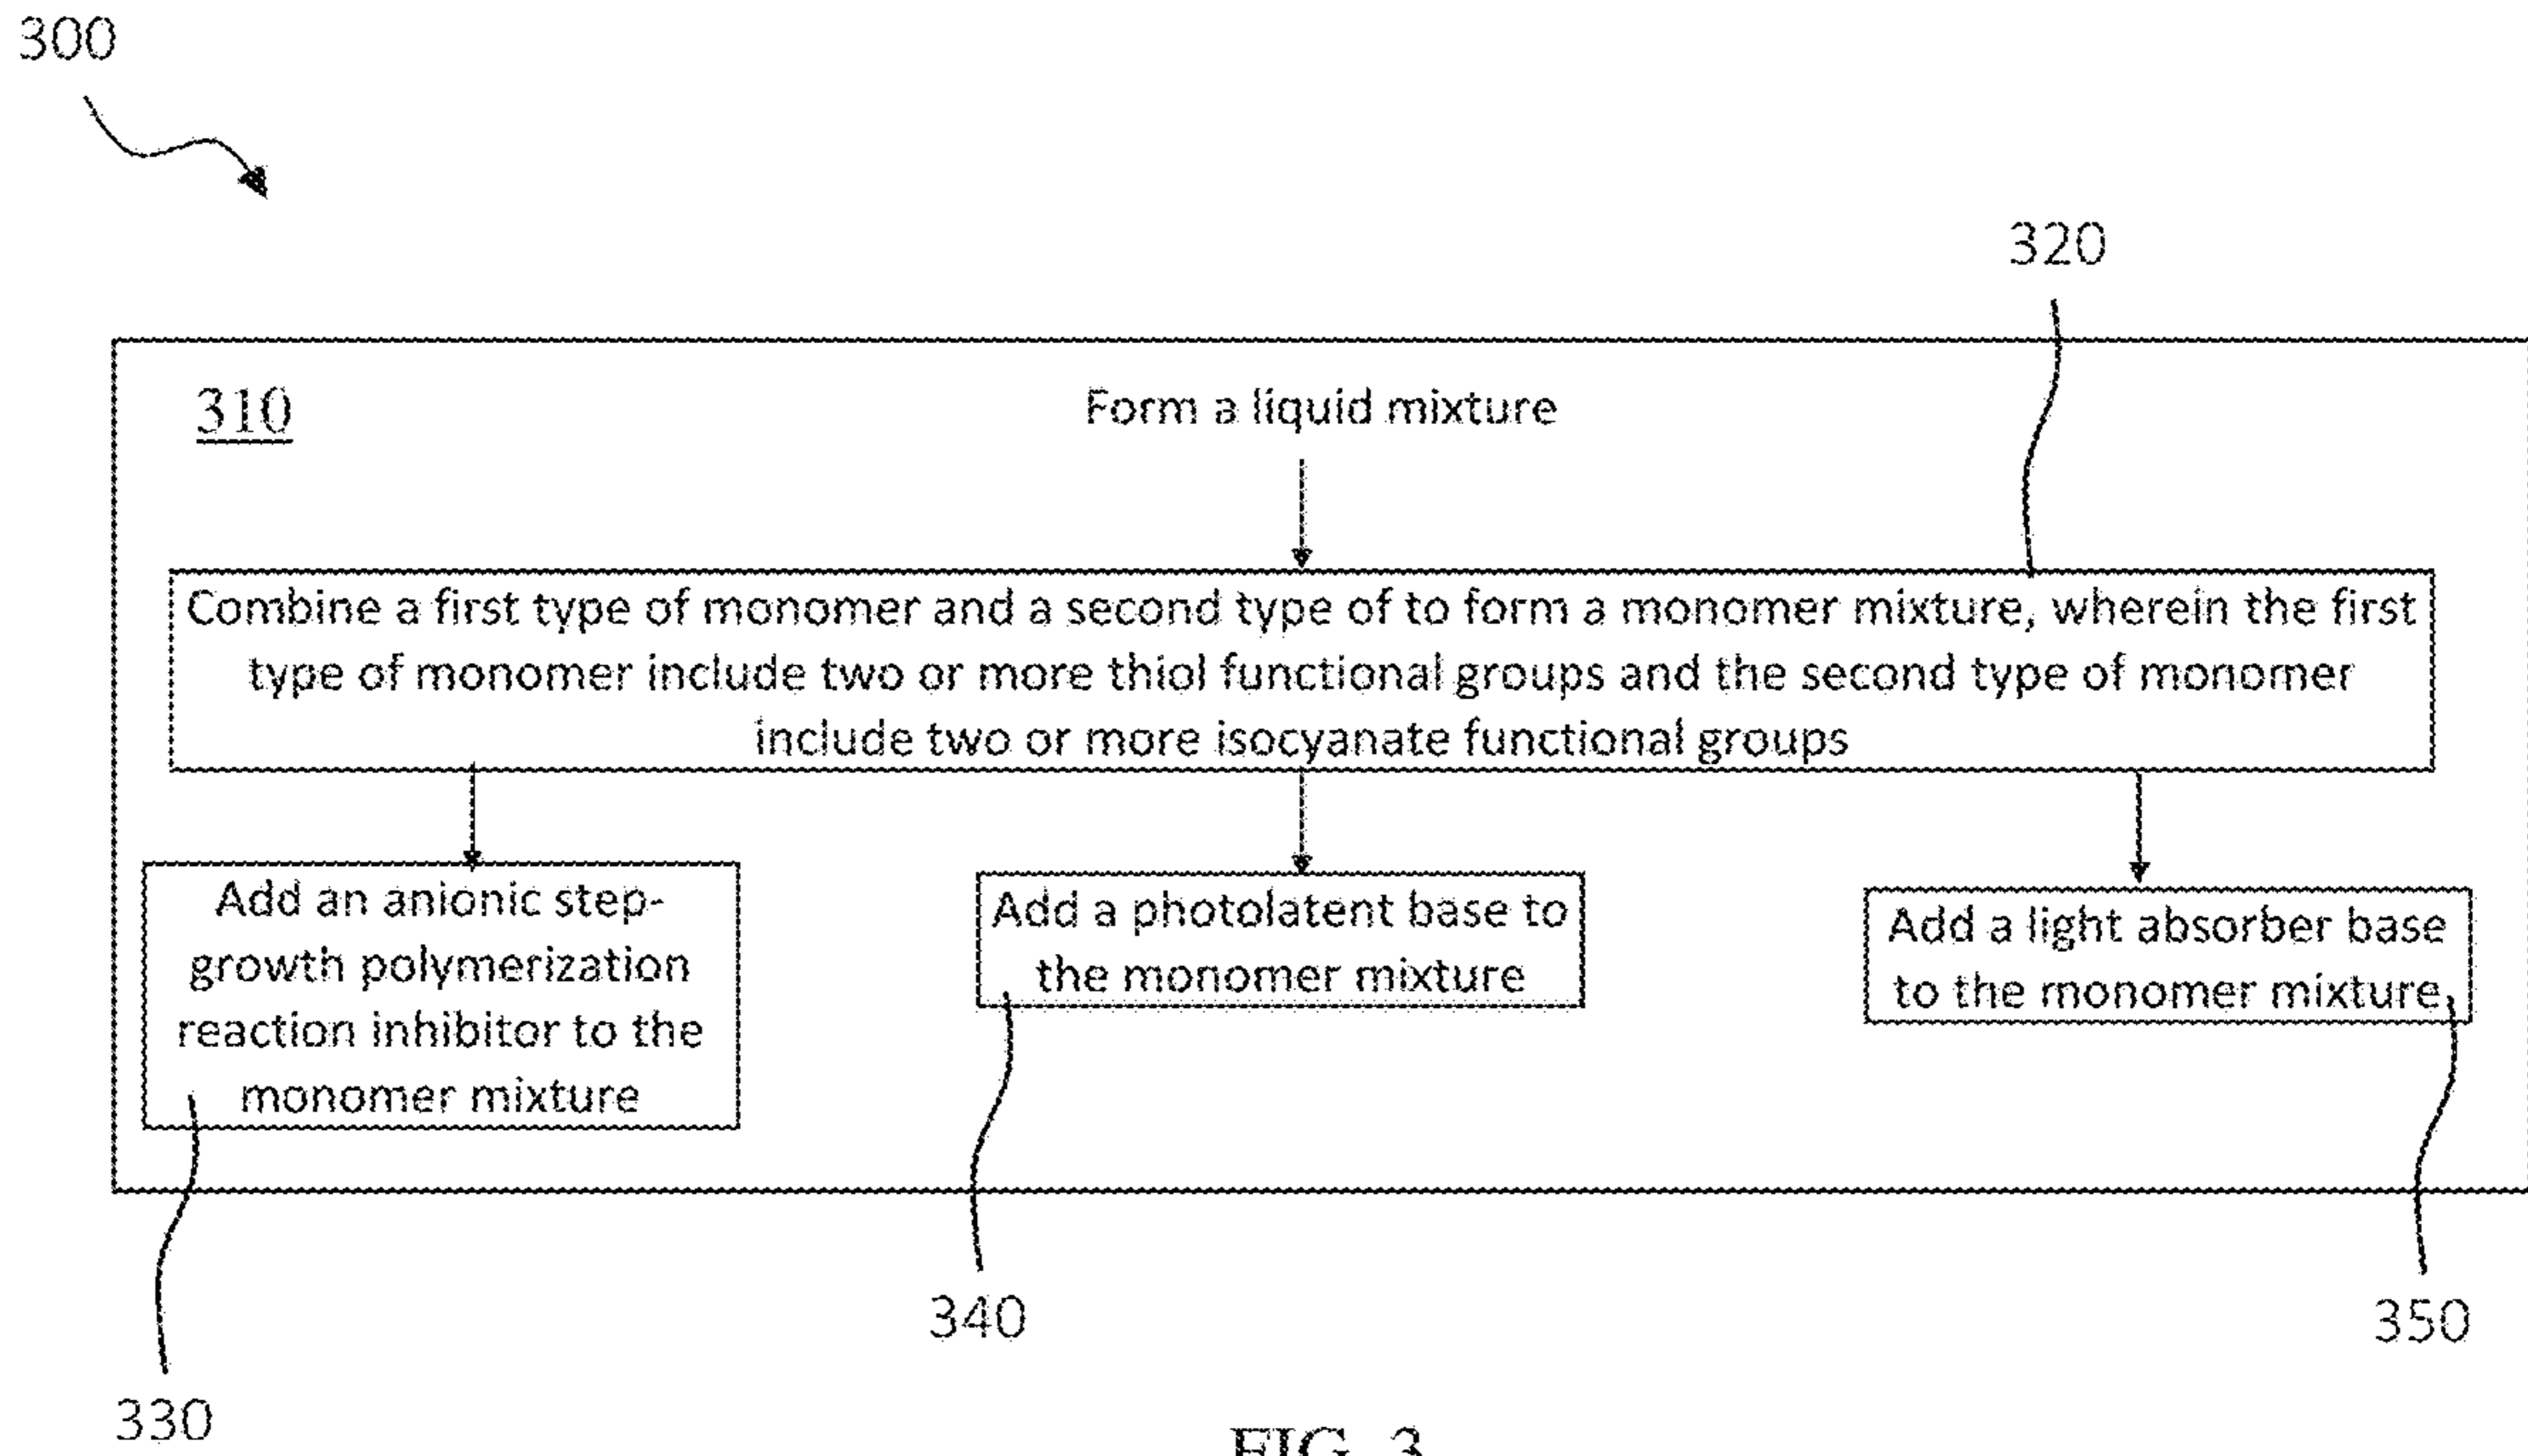 300
320
310
Form a liquid mixture
Combine a first type of monomer and a second type of to form a monomer mixture, wherein the first
type of monomer include two or more thiol functional groups and the second type of monomer
include two or more isocyanate functional groups
Add an anionic step-
growth polymerization
reaction inhibitor to the
monomer mixture
Add a photolatent base to
the monomer mixture
Add a light absorber base
to the monomer mixture
340
350
330
FIG. 3